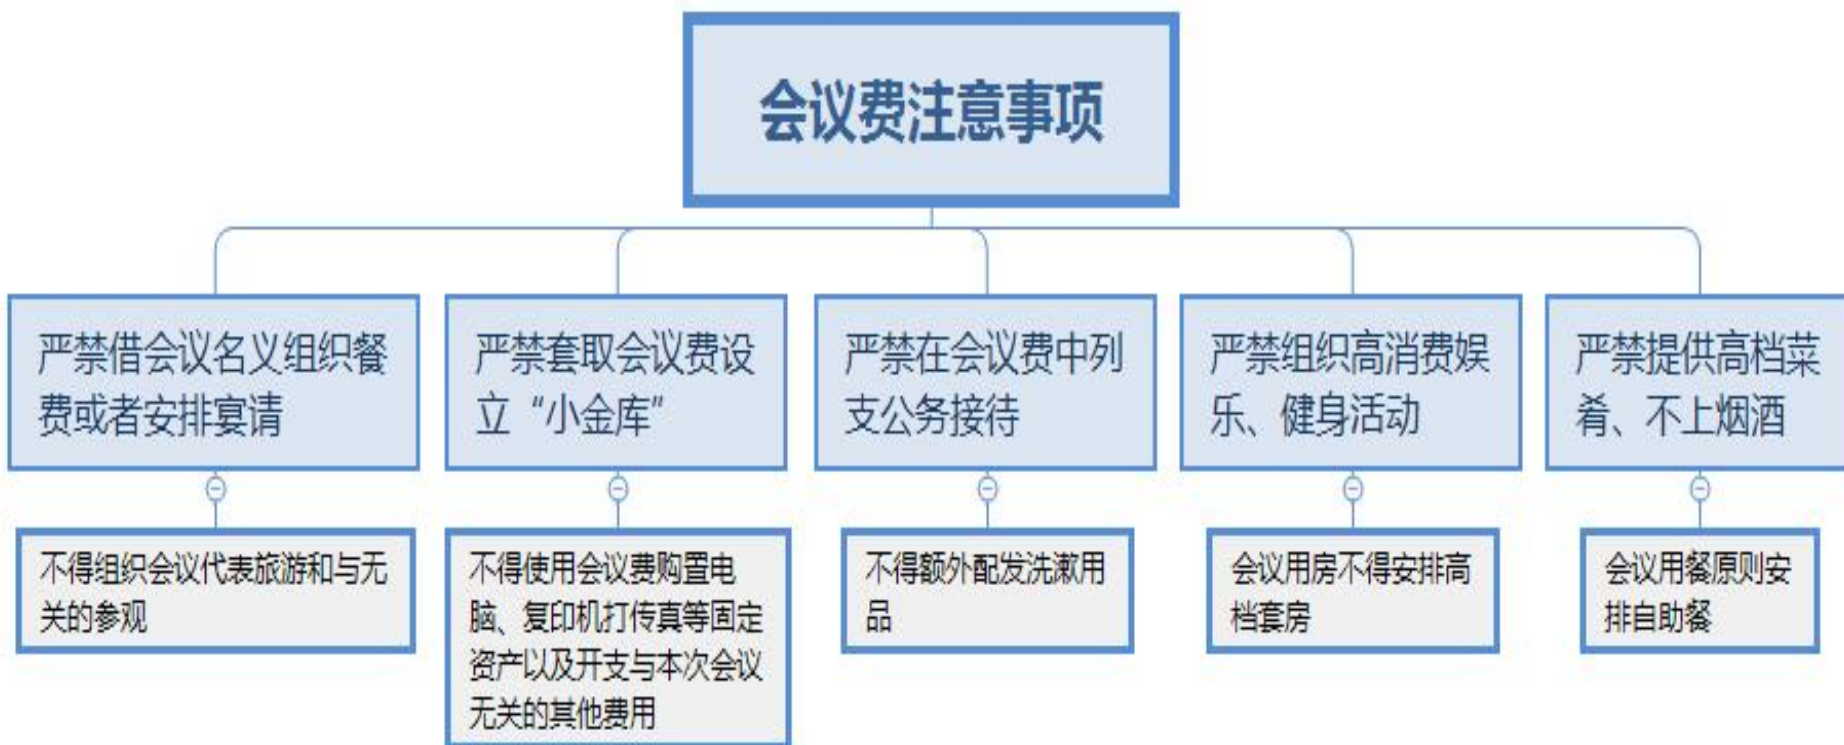 会议费注意事项
严禁借会议名义组织餐
费或者安排宴请
严禁套取会议费设
立“小金库”
严禁在会议费中列
支公务接待
严禁组织高消费娱
乐、健身活动
严禁提供高档菜
肴、不上烟酒
不得组织会议代表旅游和与无
关的参观
不得使用会议费购置电
脑、复印机打传真等固定
资产以及开支与本次会议
无关的其他费用
不得额外配发洗漱用
品
会议用房不得安排高
档套房
会议用餐原则安
排自助餐